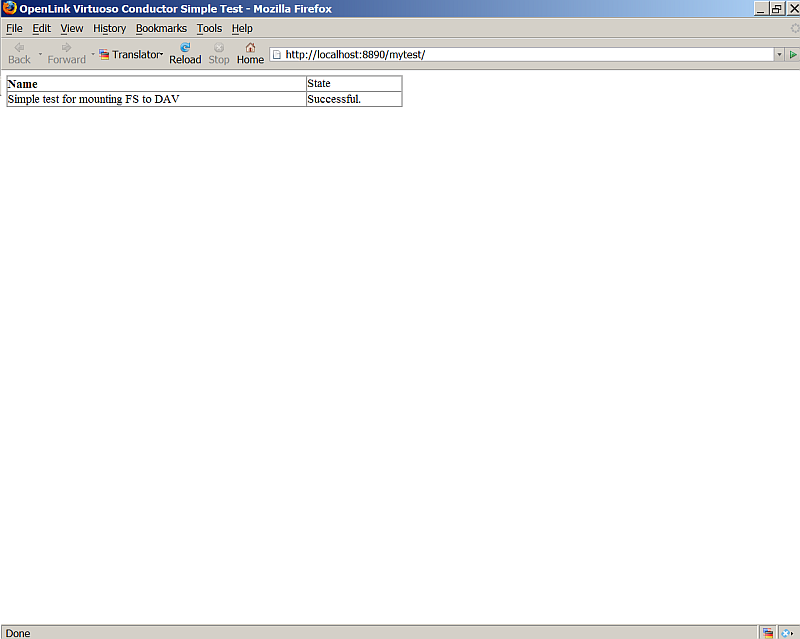 OpenLink Virtuoso Conductor Simple Test - Mozilla Firefox
File Edit View History Bookmarks Tools Help
Back Forward Translator Reload Stop Home http://localhost:8890/mytest/
Name State
Simple test for mounting FS to DAV Successful.
Done